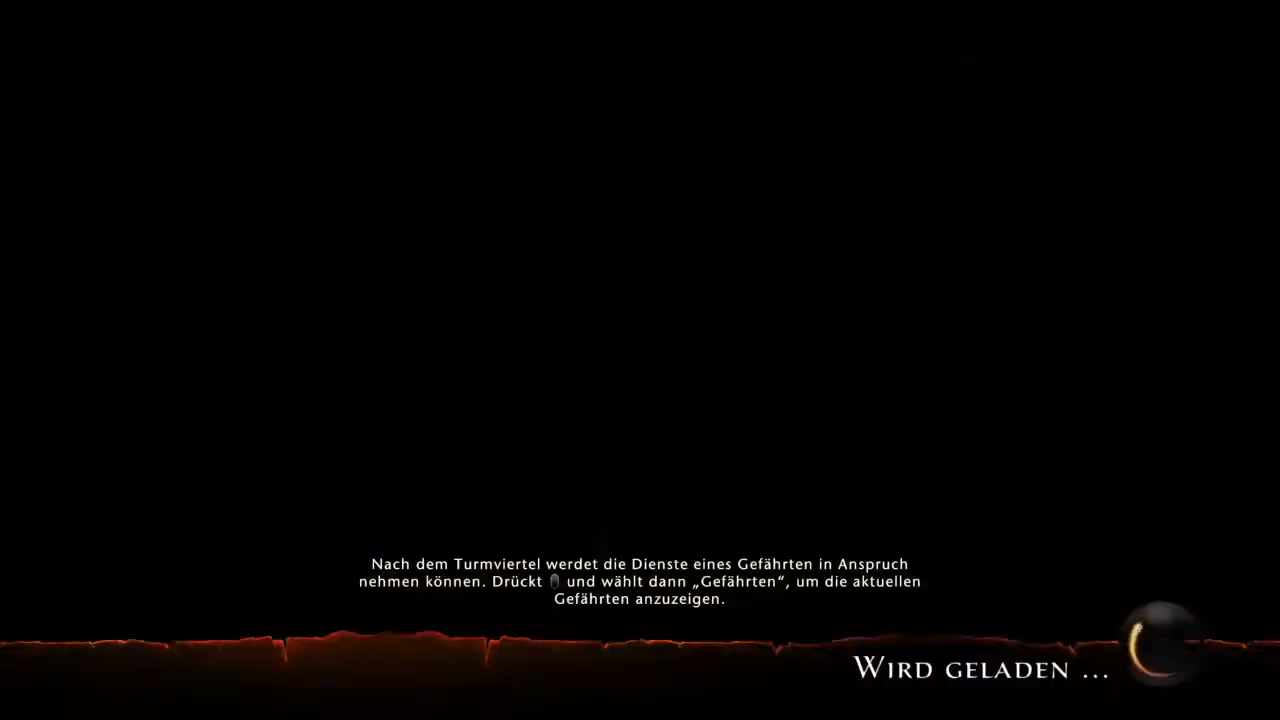 Nach dem Turmviertel werdet die Dienste eines Gefährten in Anspruch
nehmen können. Drückt und wählt dann „Gefährten“, um die aktuellen
Gefährten anzuzeigen.
Wird geladen ...